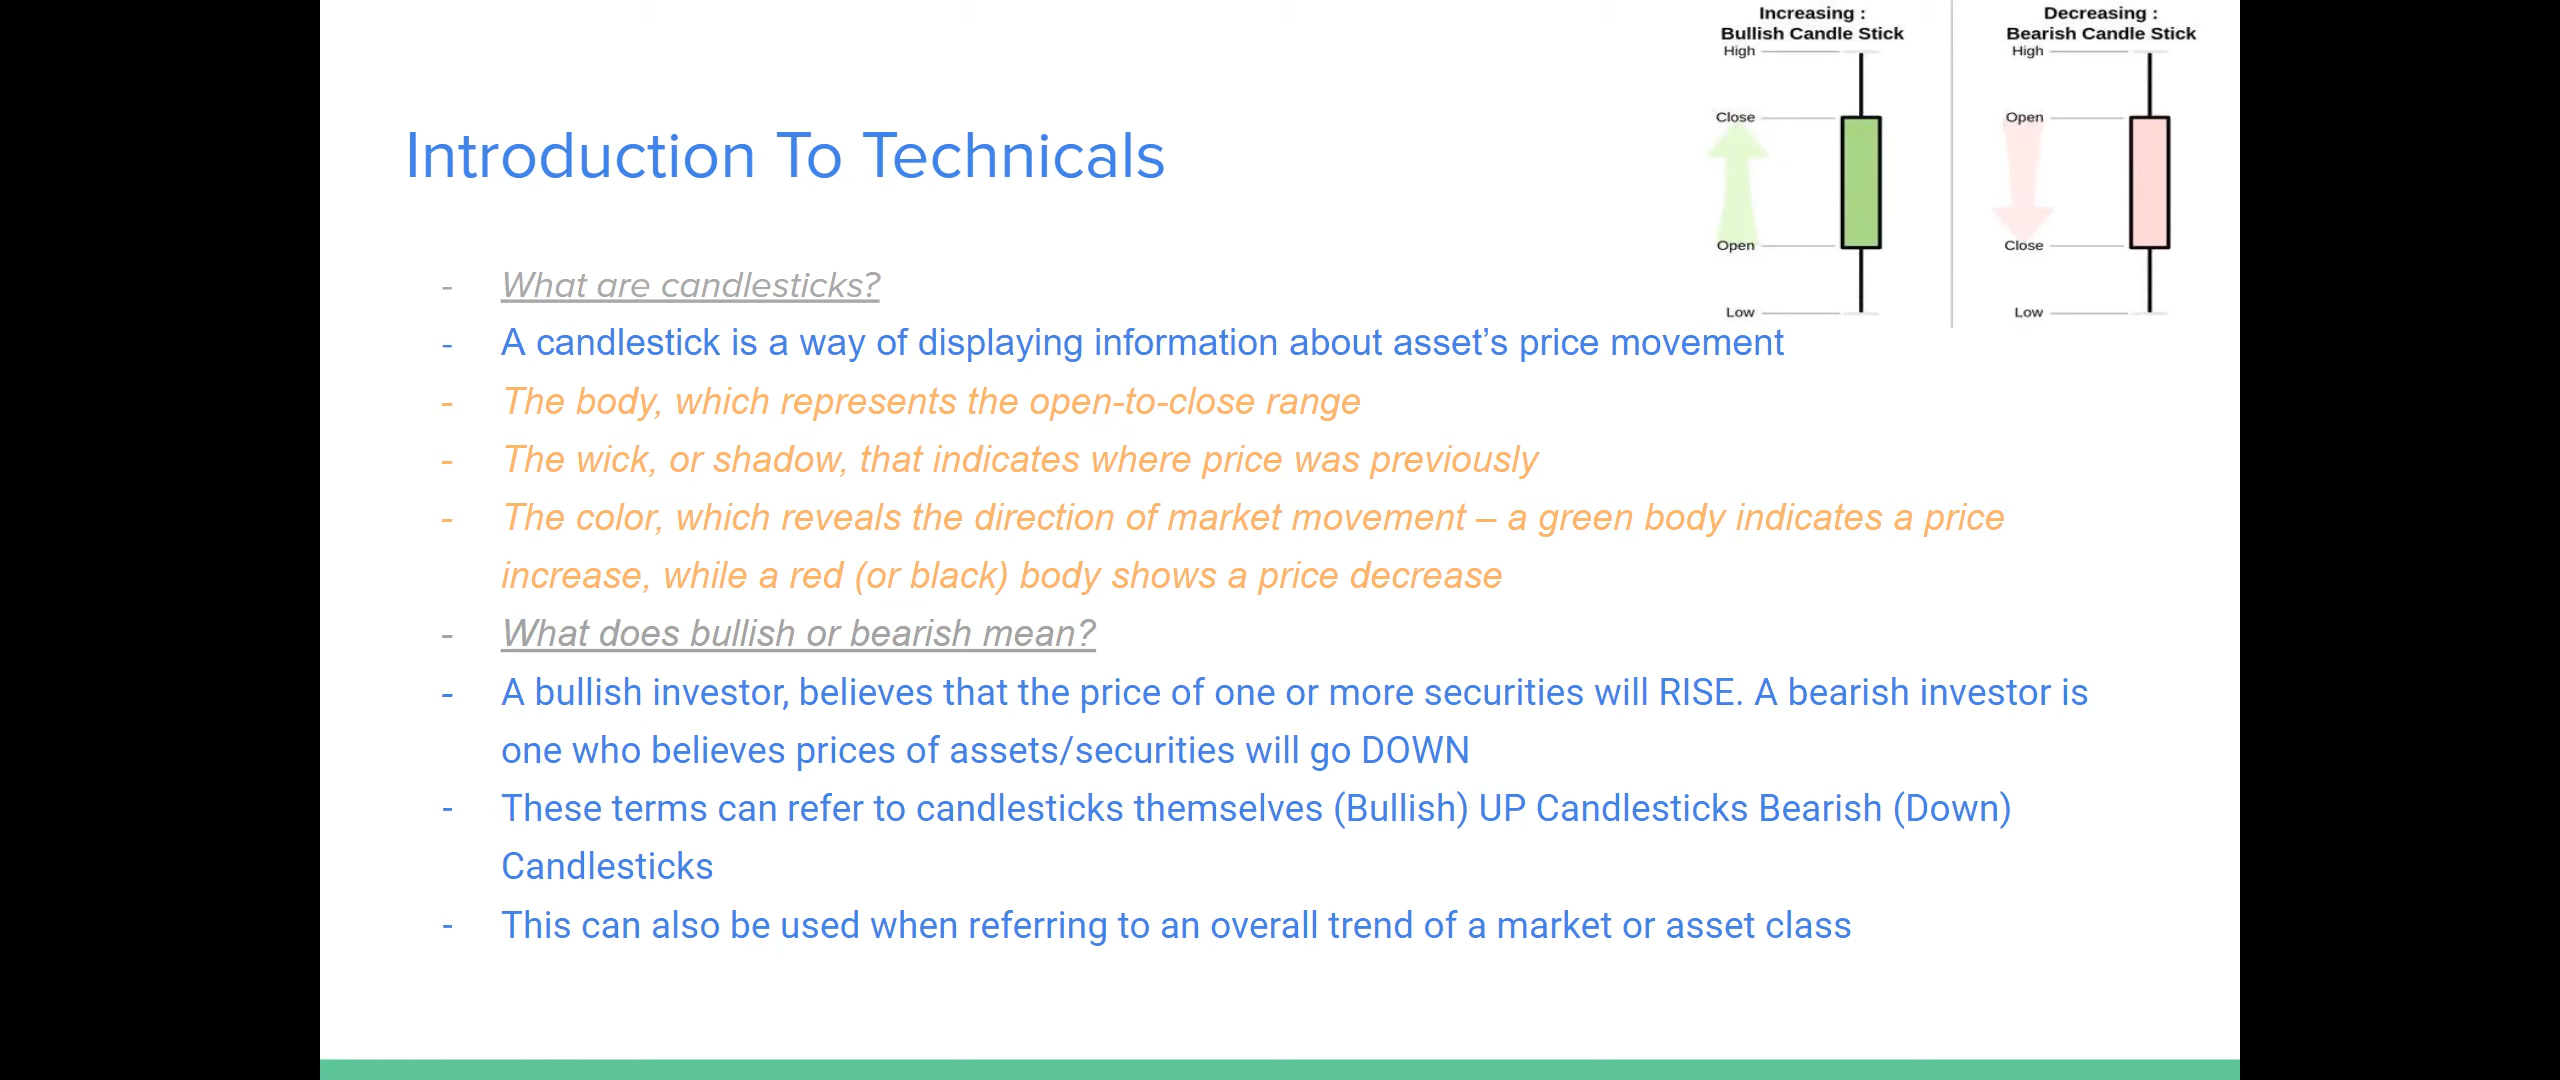 Increasing :
Bullish Candle Stick
High
Close
Open
Low
Decreasing :
Bearish Candle Stick
High
Open
Close
Low
Introduction To Technicals
- What are candlesticks?
- A candlestick is a way of displaying information about asset’s price movement
- The body, which represents the open-to-close range
- The wick, or shadow, that indicates where price was previously
- The color, which reveals the direction of market movement – a green body indicates a price
increase, while a red (or black) body shows a price decrease
- What does bullish or bearish mean?
- A bullish investor, believes that the price of one or more securities will RISE. A bearish investor is
one who believes prices of assets/securities will go DOWN
- These terms can refer to candlesticks themselves (Bullish) UP Candlesticks Bearish (Down)
Candlesticks
- This can also be used when referring to an overall trend of a market or asset class